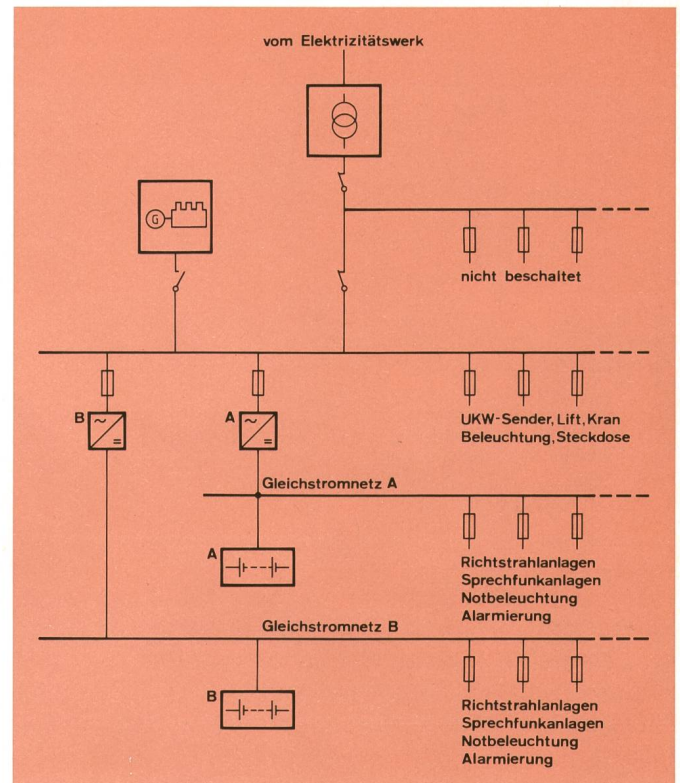 vom Elektrizitätswerk
G
nicht beschaltet
B
A
UKW-Sender, Lift, Kran
Beleuchtung, Steckdose
Gleichstromnetz A
A
Richtstrahlanlagen
Sprechfunkanlagen
Notbeleuchtung
Alarmierung
Gleichstromnetz B
B
Richtstrahlanlagen
Sprechfunkanlagen
Notbeleuchtung
Alarmierung